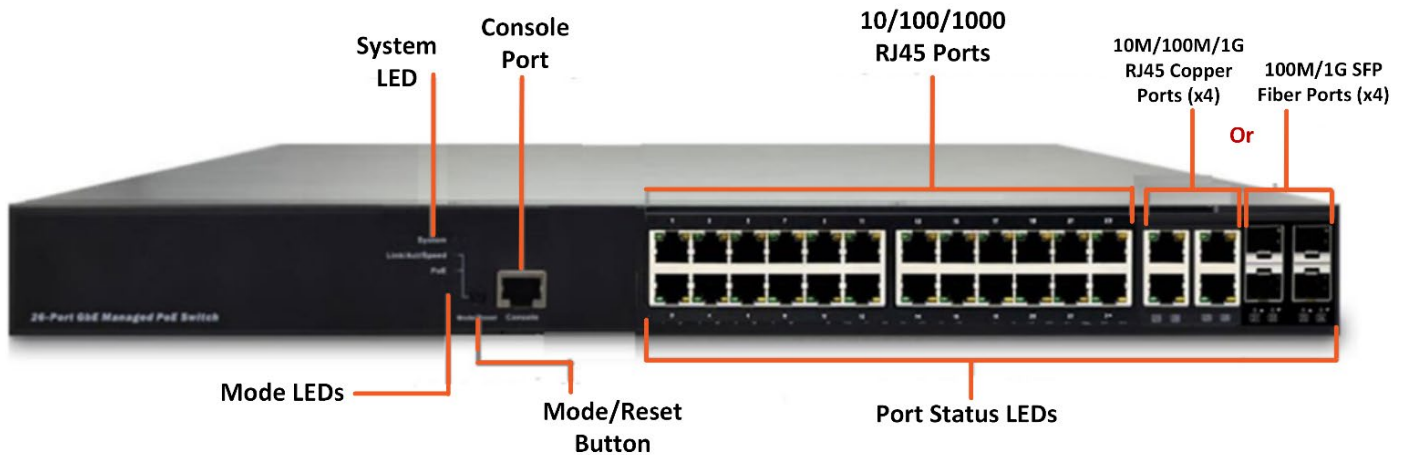 10/100/1000
RJ45 Ports
Console
Port
System
LED
10M/100M/1G
RJ45 Copper
Ports (x4)
100M/1G SFP
Fiber Ports (x4)
Or
System
Link/Act/Speed
PoE
Mode/Reset
Console
26-Port GbE Managed PoE Switch
Mode LEDs
Mode/Reset
Button
Port Status LEDs